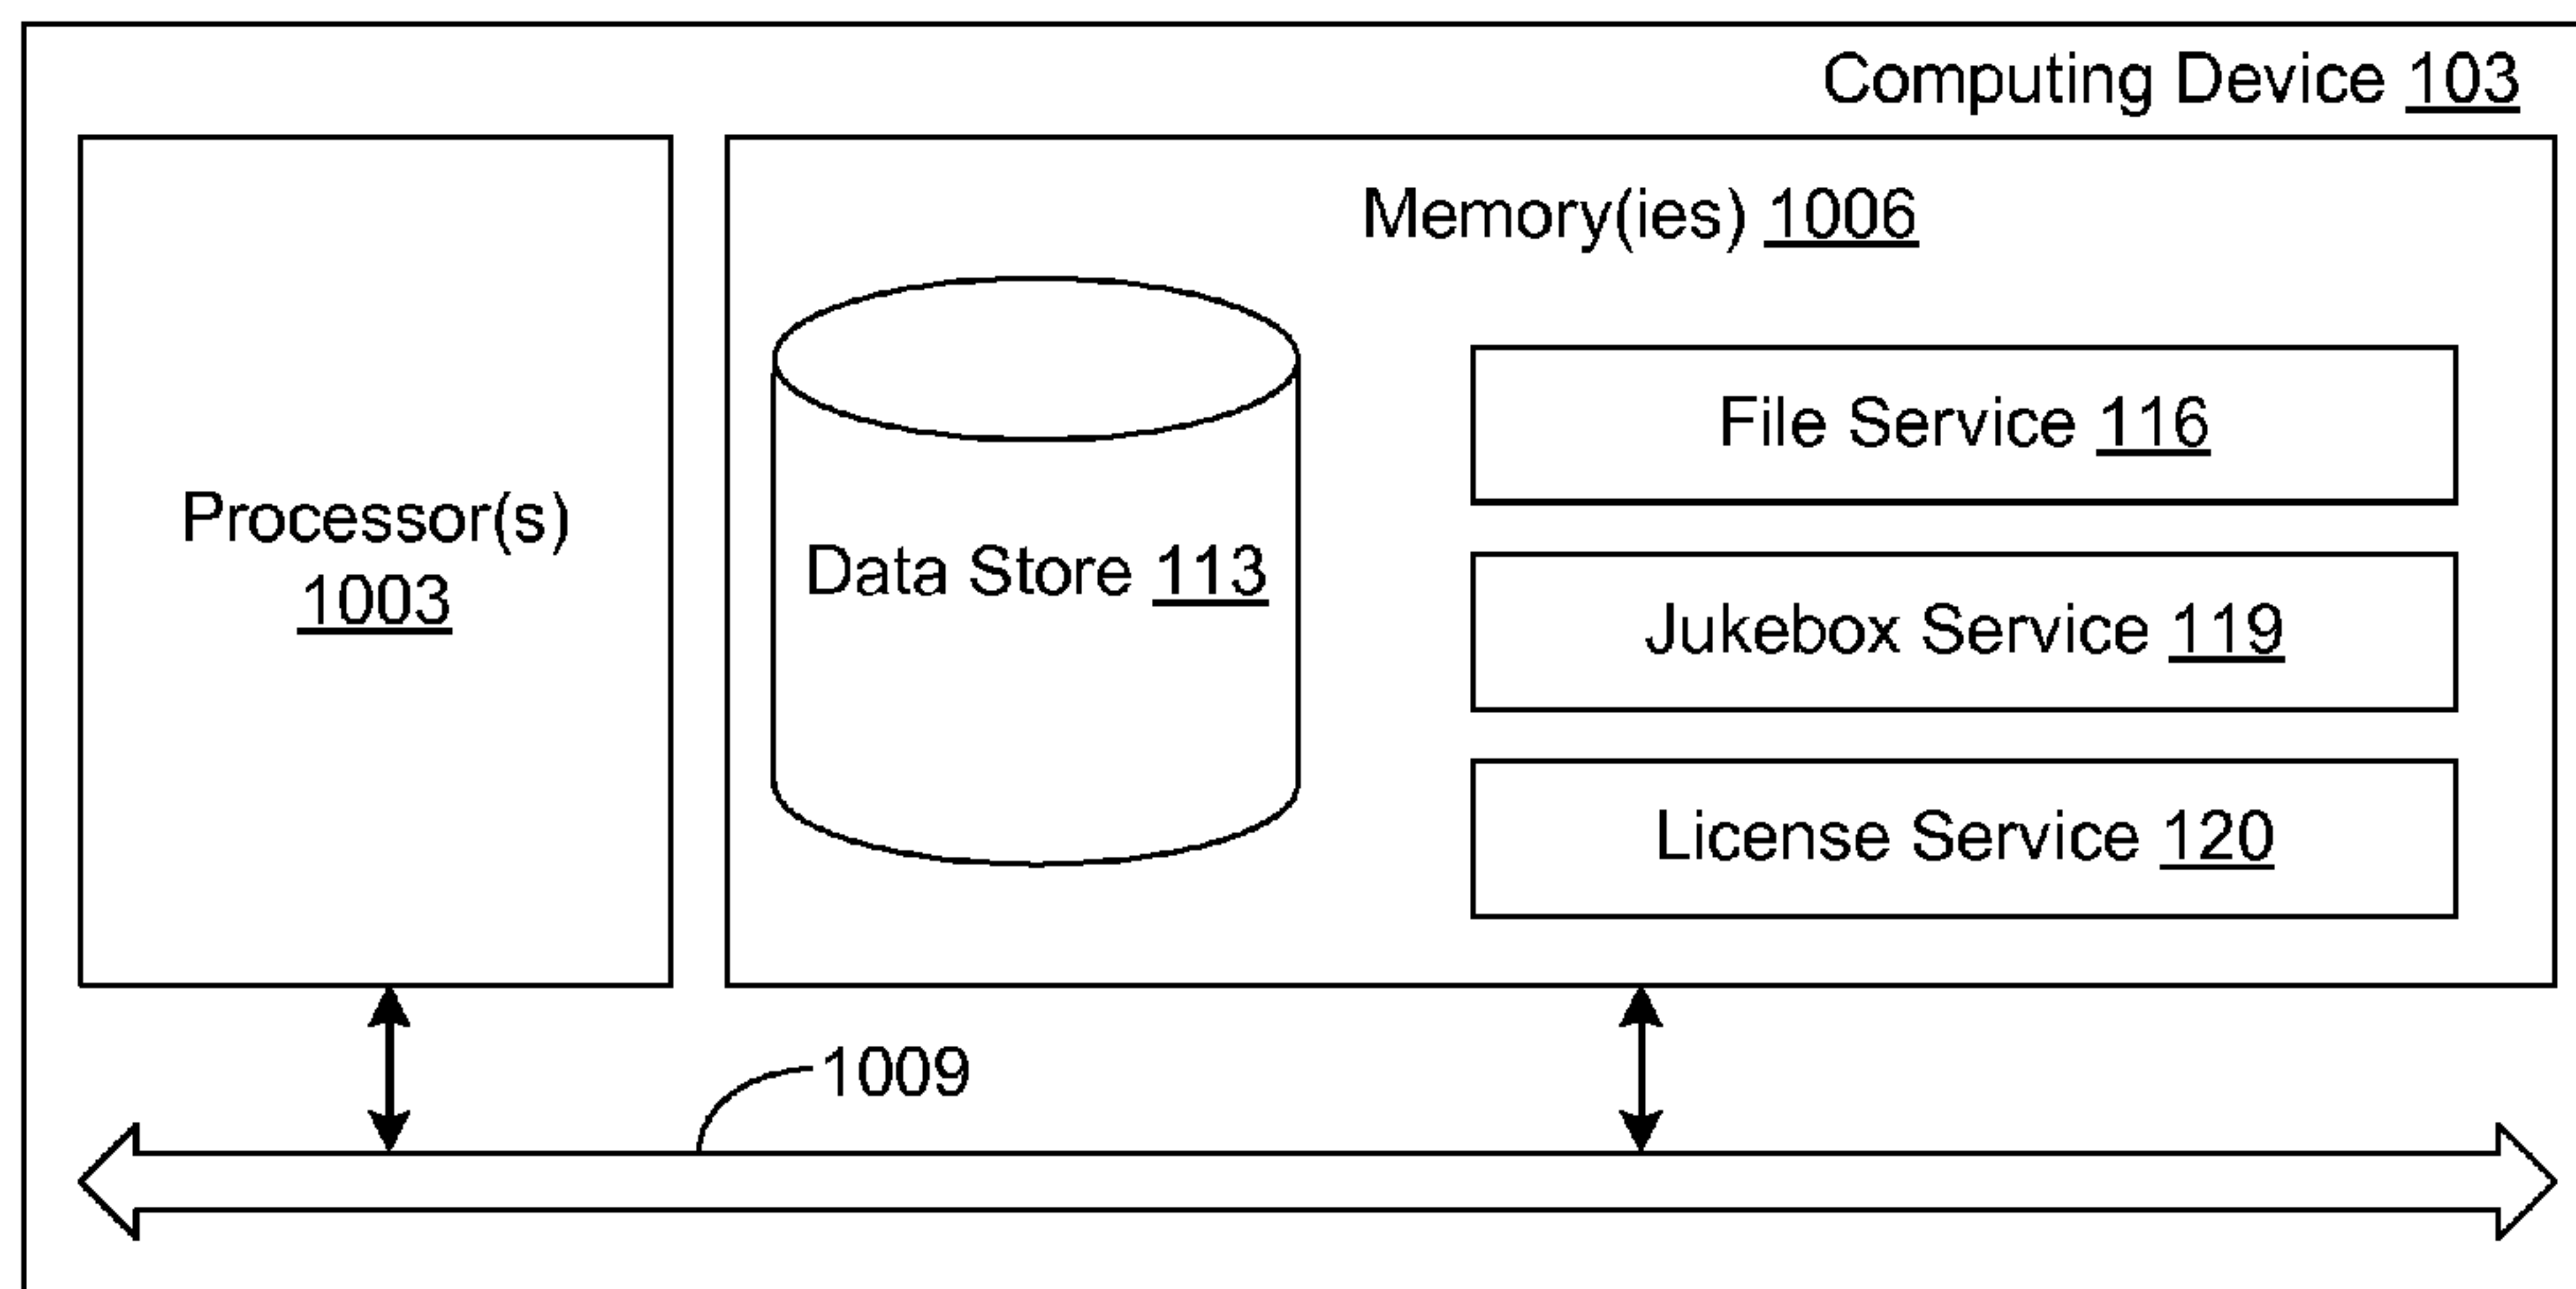 Computing Device 103
Memory(ies) 1006
Processor(s)
1003
Data Store 113
File Service 116
Jukebox Service 119
License Service 120
1009